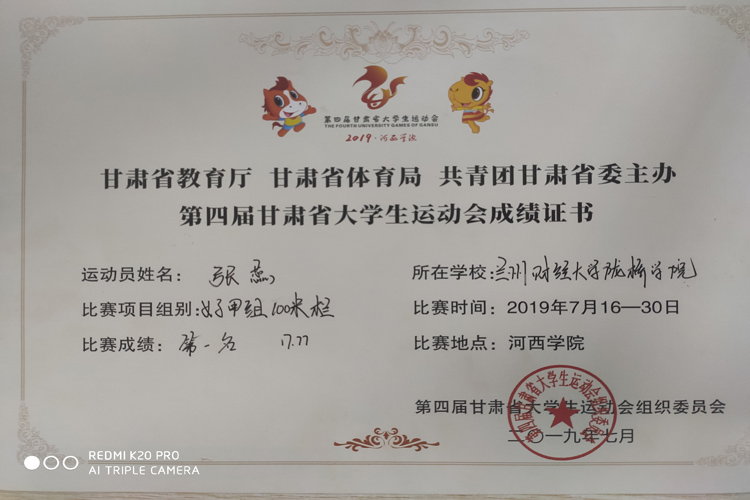 第四届甘肃省大学生运动会
THE FOURTH UNIVERSITY GAMES OF GANSU
2019·河西学院
甘肃省教育厅 甘肃省体育局 共青团甘肃省委主办
第四届甘肃省大学生运动会成绩证书
运动员姓名: 张蕊
所在学校: 兰州财经大学陇桥学院
比赛项目组别: 女子甲组100米栏
比赛时间: 2019年7月16—30日
比赛成绩: 第一名 17.77
比赛地点: 河西学院
第四届甘肃省大学生运动会组织委员会
二〇一九年七月
REDMI K20 PRO
AI TRIPLE CAMERA